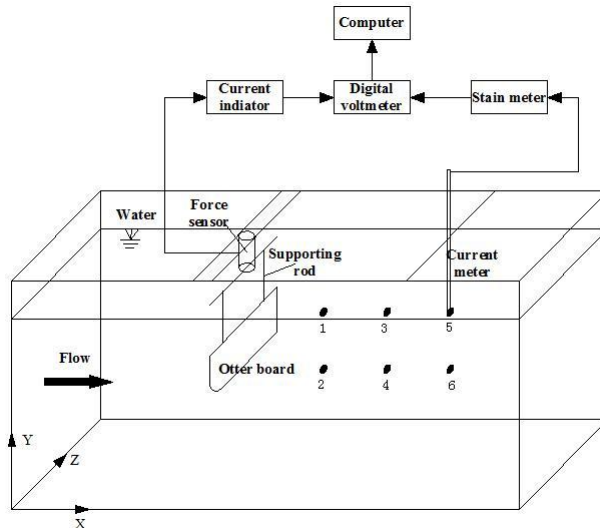 Computer
Current
indiator
Digital
voltmeter
Stain meter
Water
Force
sensor
Supporting
rod
Current
meter
1
3
5
Flow
Otter board
2
4
6
Y
Z
X